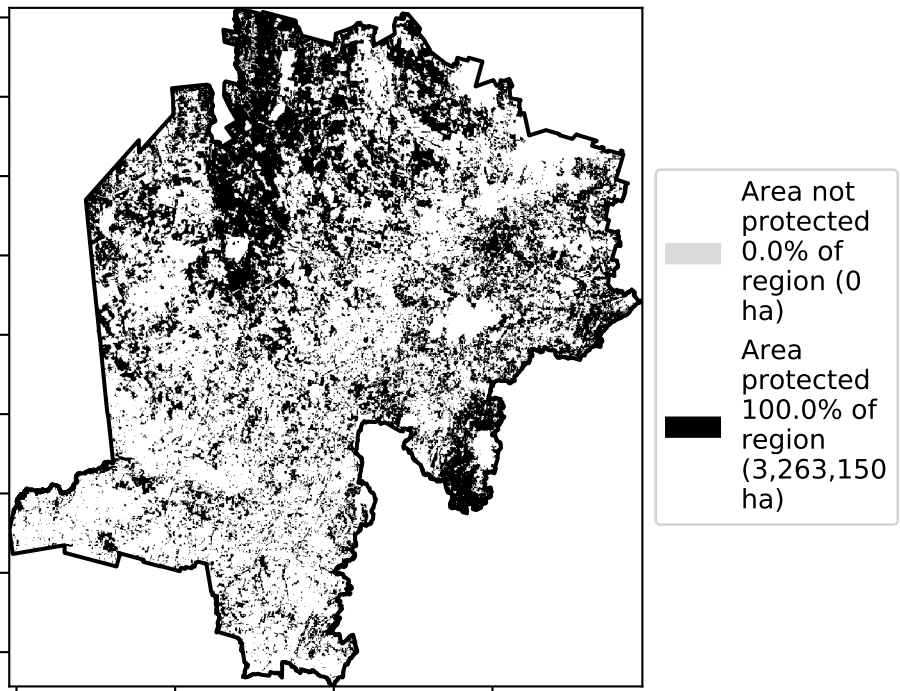 Area not
protected
0.0% of
region (0
ha)
Area
protected
100.0% of
region
(3,263,150
ha)